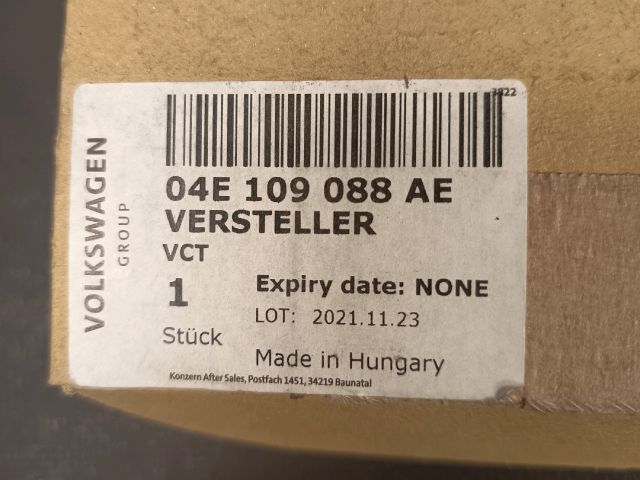 3822
VOLKSWAGEN
GROUP
04E 109 088 AE
VERSTELLER
VCT
1
Expiry date: NONE
LOT: 2021.11.23
Stück
Made in Hungary
Konzern After Sales, Postfach 1451, 34219 Baunatal